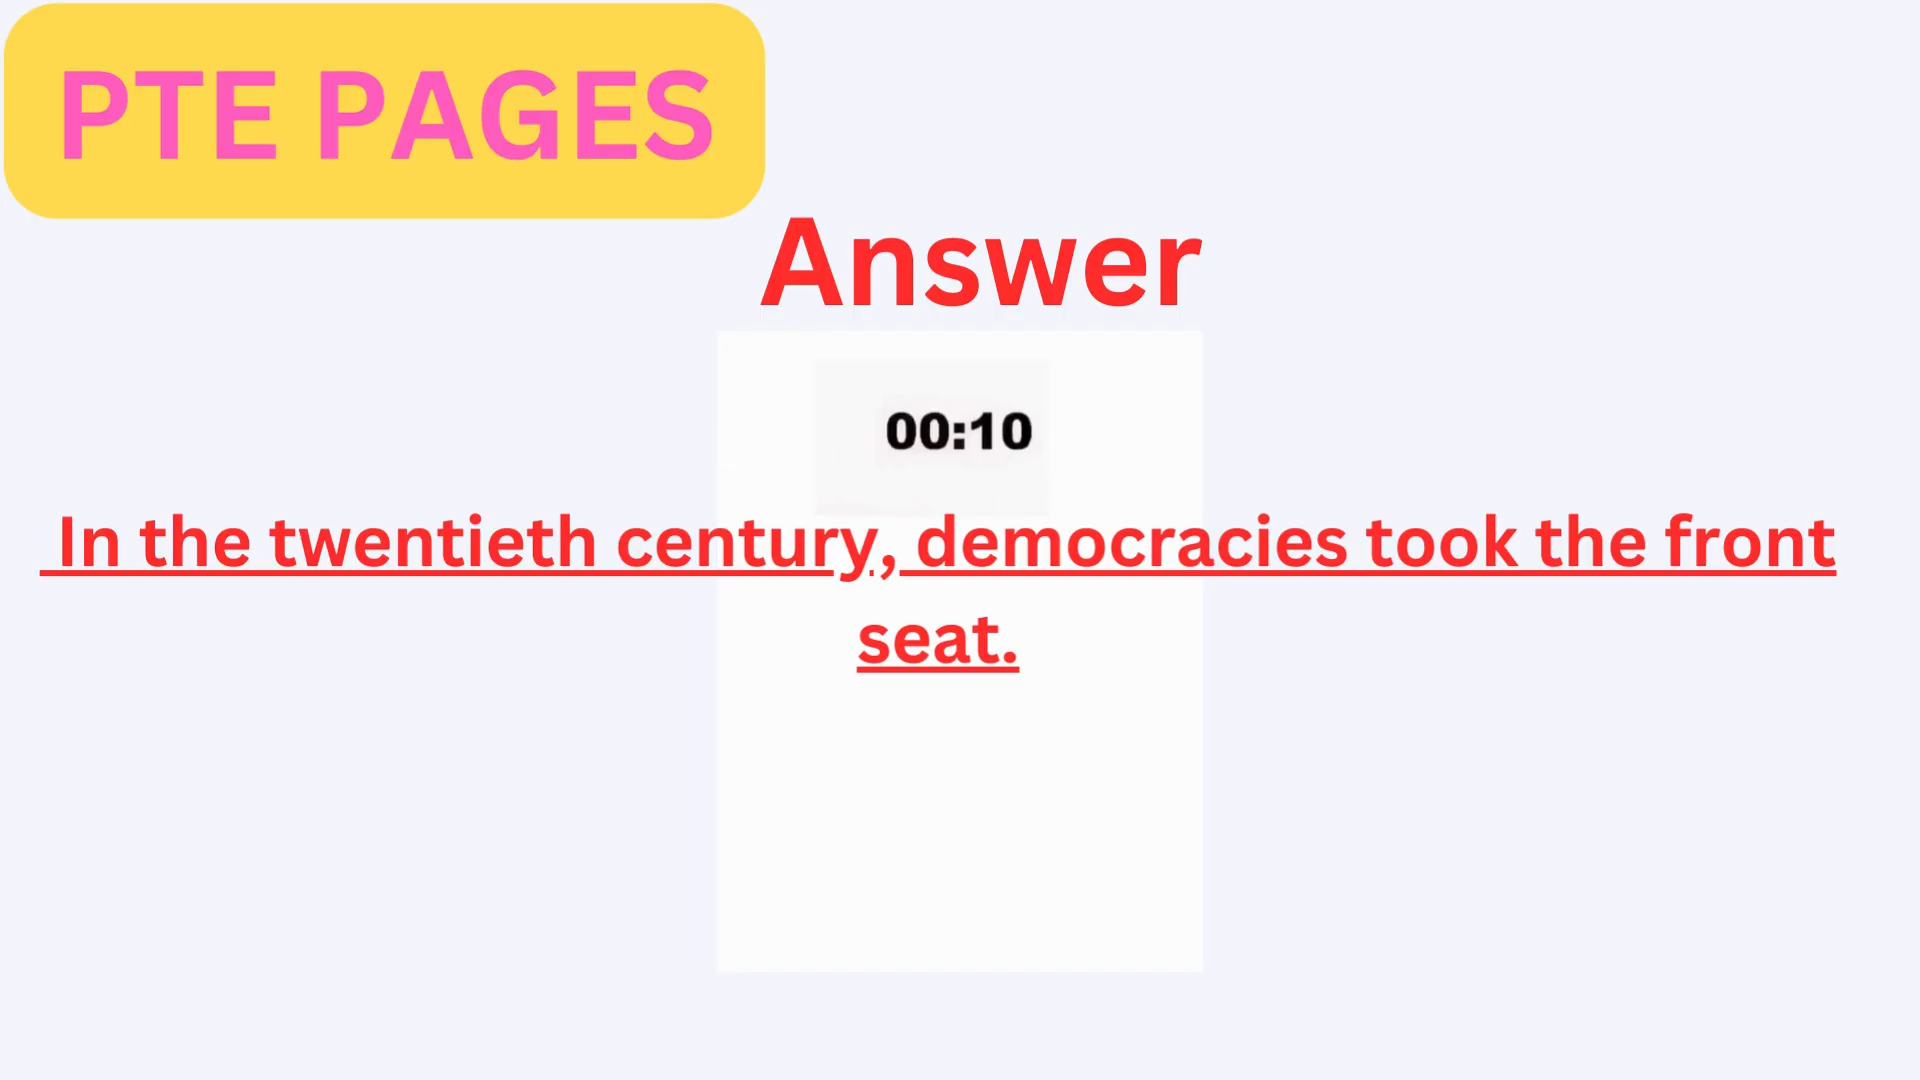 PTE PAGES
Answer
00:10
In the twentieth century, democracies took the front
seat.